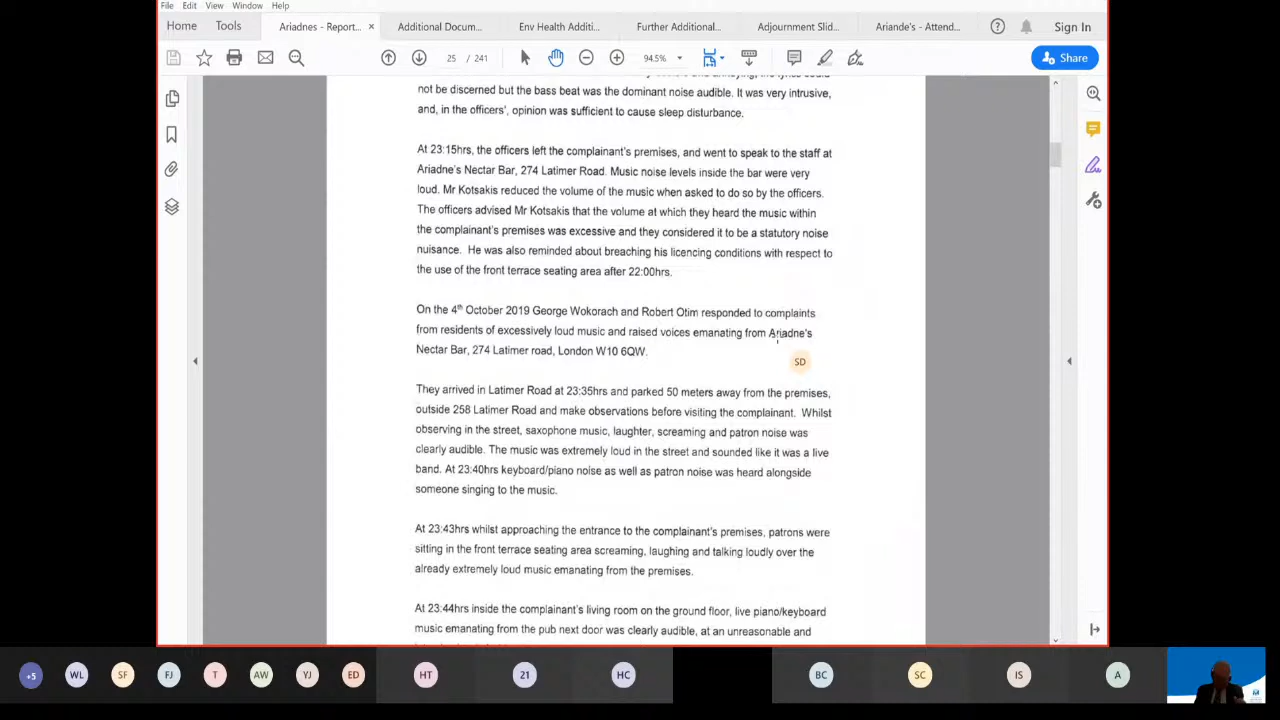 File Edit View Window Help
Home Tools Ariadnes - Report... × Additional Docum... Env Health Additi... Further Additional... Adjournment Slid... Ariande's - Attend... Sign In
25 / 241 94.5% Share
not be discerned but the bass beat was the dominant noise audible. It was very intrusive,
and, in the officers', opinion was sufficient to cause sleep disturbance.
At 23:15hrs, the officers left the complainant's premises, and went to speak to the staff at
Ariadne's Nectar Bar, 274 Latimer Road. Music noise levels inside the bar were very
loud. Mr Kotsakis reduced the volume of the music when asked to do so by the officers.
The officers advised Mr Kotsakis that the volume at which they heard the music within
the complainant's premises was excessive and they considered it to be a statutory noise
nuisance. He was also reminded about breaching his licencing conditions with respect to
the use of the front terrace seating area after 22:00hrs.
On the 4th October 2019 George Wokorach and Robert Otim responded to complaints
from residents of excessively loud music and raised voices emanating from Ariadne's
Nectar Bar, 274 Latimer road, London W10 6QW.
SD
They arrived in Latimer Road at 23:35hrs and parked 50 meters away from the premises,
outside 258 Latimer Road and make observations before visiting the complainant. Whilst
observing in the street, saxophone music, laughter, screaming and patron noise was
clearly audible. The music was extremely loud in the street and sounded like it was a live
band. At 23:40hrs keyboard/piano noise as well as patron noise was heard alongside
someone singing to the music.
At 23:43hrs whilst approaching the entrance to the complainant's premises, patrons were
sitting in the front terrace seating area screaming, laughing and talking loudly over the
already extremely loud music emanating from the premises.
At 23:44hrs inside the complainant's living room on the ground floor, live piano/keyboard
music emanating from the pub next door was clearly audible, at an unreasonable and
+5 WL SF FJ T AW YJ ED HT 21 HC BC SC IS A